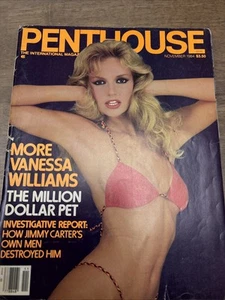 PENTHOUSE
THE INTERNATIONAL MAGAZ
NOVEMBER 1984 $3.50
MORE
VANESSA
WILLIAMS
THE MILLION
DOLLAR PET
INVESTIGATIVE REPORT:
HOW JIMMY CARTER'S
OWN MEN
DESTROYED HIM